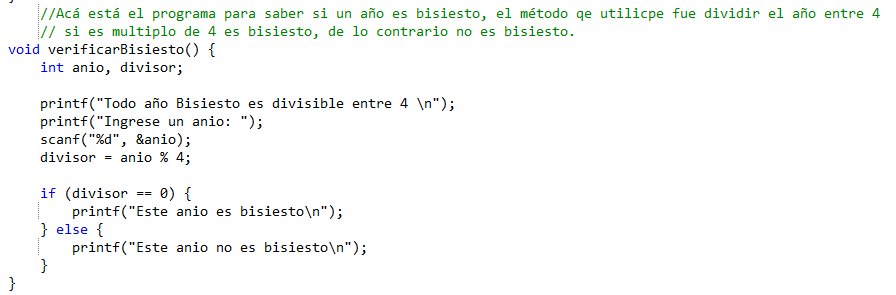 //Acá está el programa para saber si un año es bisiesto, el método qe utilicpe fue dividir el año entre 4
// si es multiplo de 4 es bisiesto, de lo contrario no es bisiesto.
void verificarBisiesto() {
int anio, divisor;
printf("Todo año Bisiesto es divisible entre 4 \n");
printf("Ingrese un anio: ");
scanf("%d", &anio);
divisor = anio % 4;
if (divisor == 0) {
printf("Este anio es bisiesto\n");
} else {
printf("Este anio no es bisiesto\n");
}
}